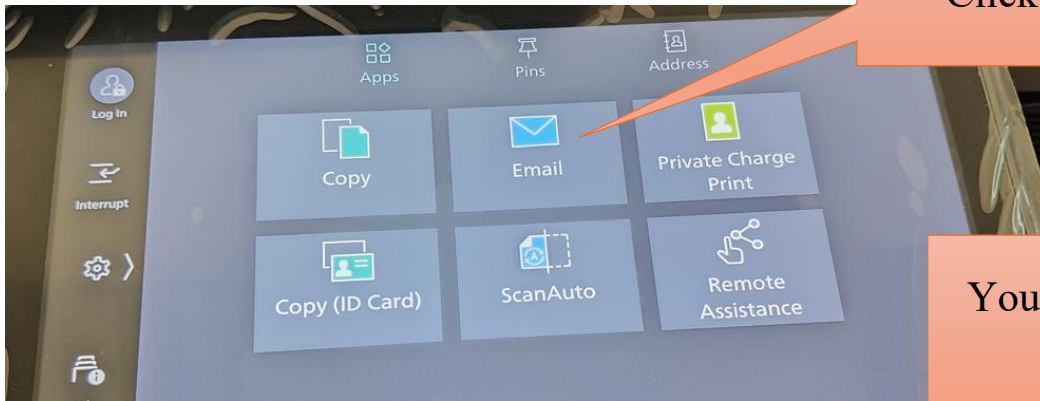 Click
Apps
Pins
Address
Log In
Copy
Email
Private Charge
Print
Interrupt
Copy (ID Card)
ScanAuto
Remote
Assistance
You